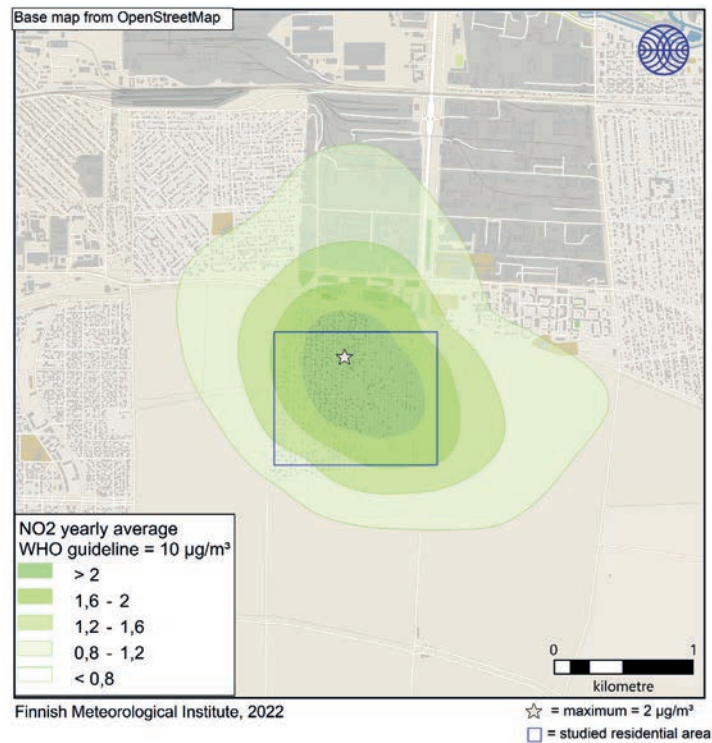 Base map from OpenStreetMap
NO2 yearly average
WHO guideline = 10 µg/m³
> 2
1,6 - 2
1,2 - 1,6
0,8 - 1,2
< 0,8
0 1
kilometre
Finnish Meteorological Institute, 2022
= maximum = 2 µg/m³
= studied residential area